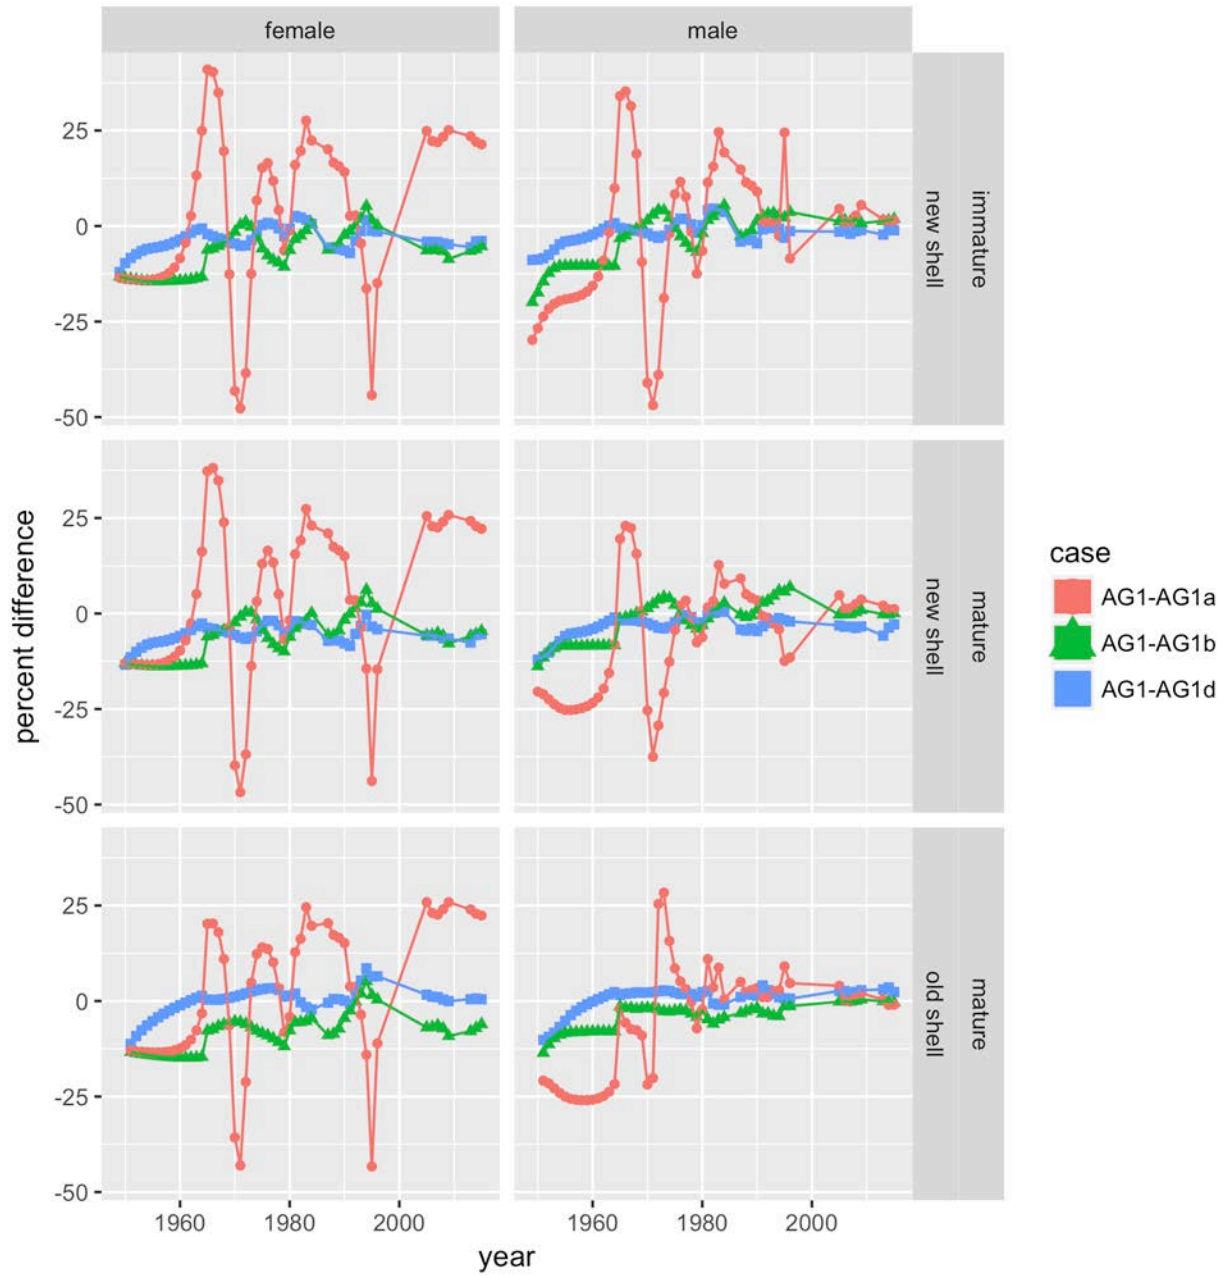 female
male
25
0
-25
-50
immature
new shell
25
0
-25
-50
mature
new shell
25
0
-25
-50
mature
old shell
1960
1980
2000
1960
1980
2000
year
percent difference
case
AG1-AG1a
AG1-AG1b
AG1-AG1d